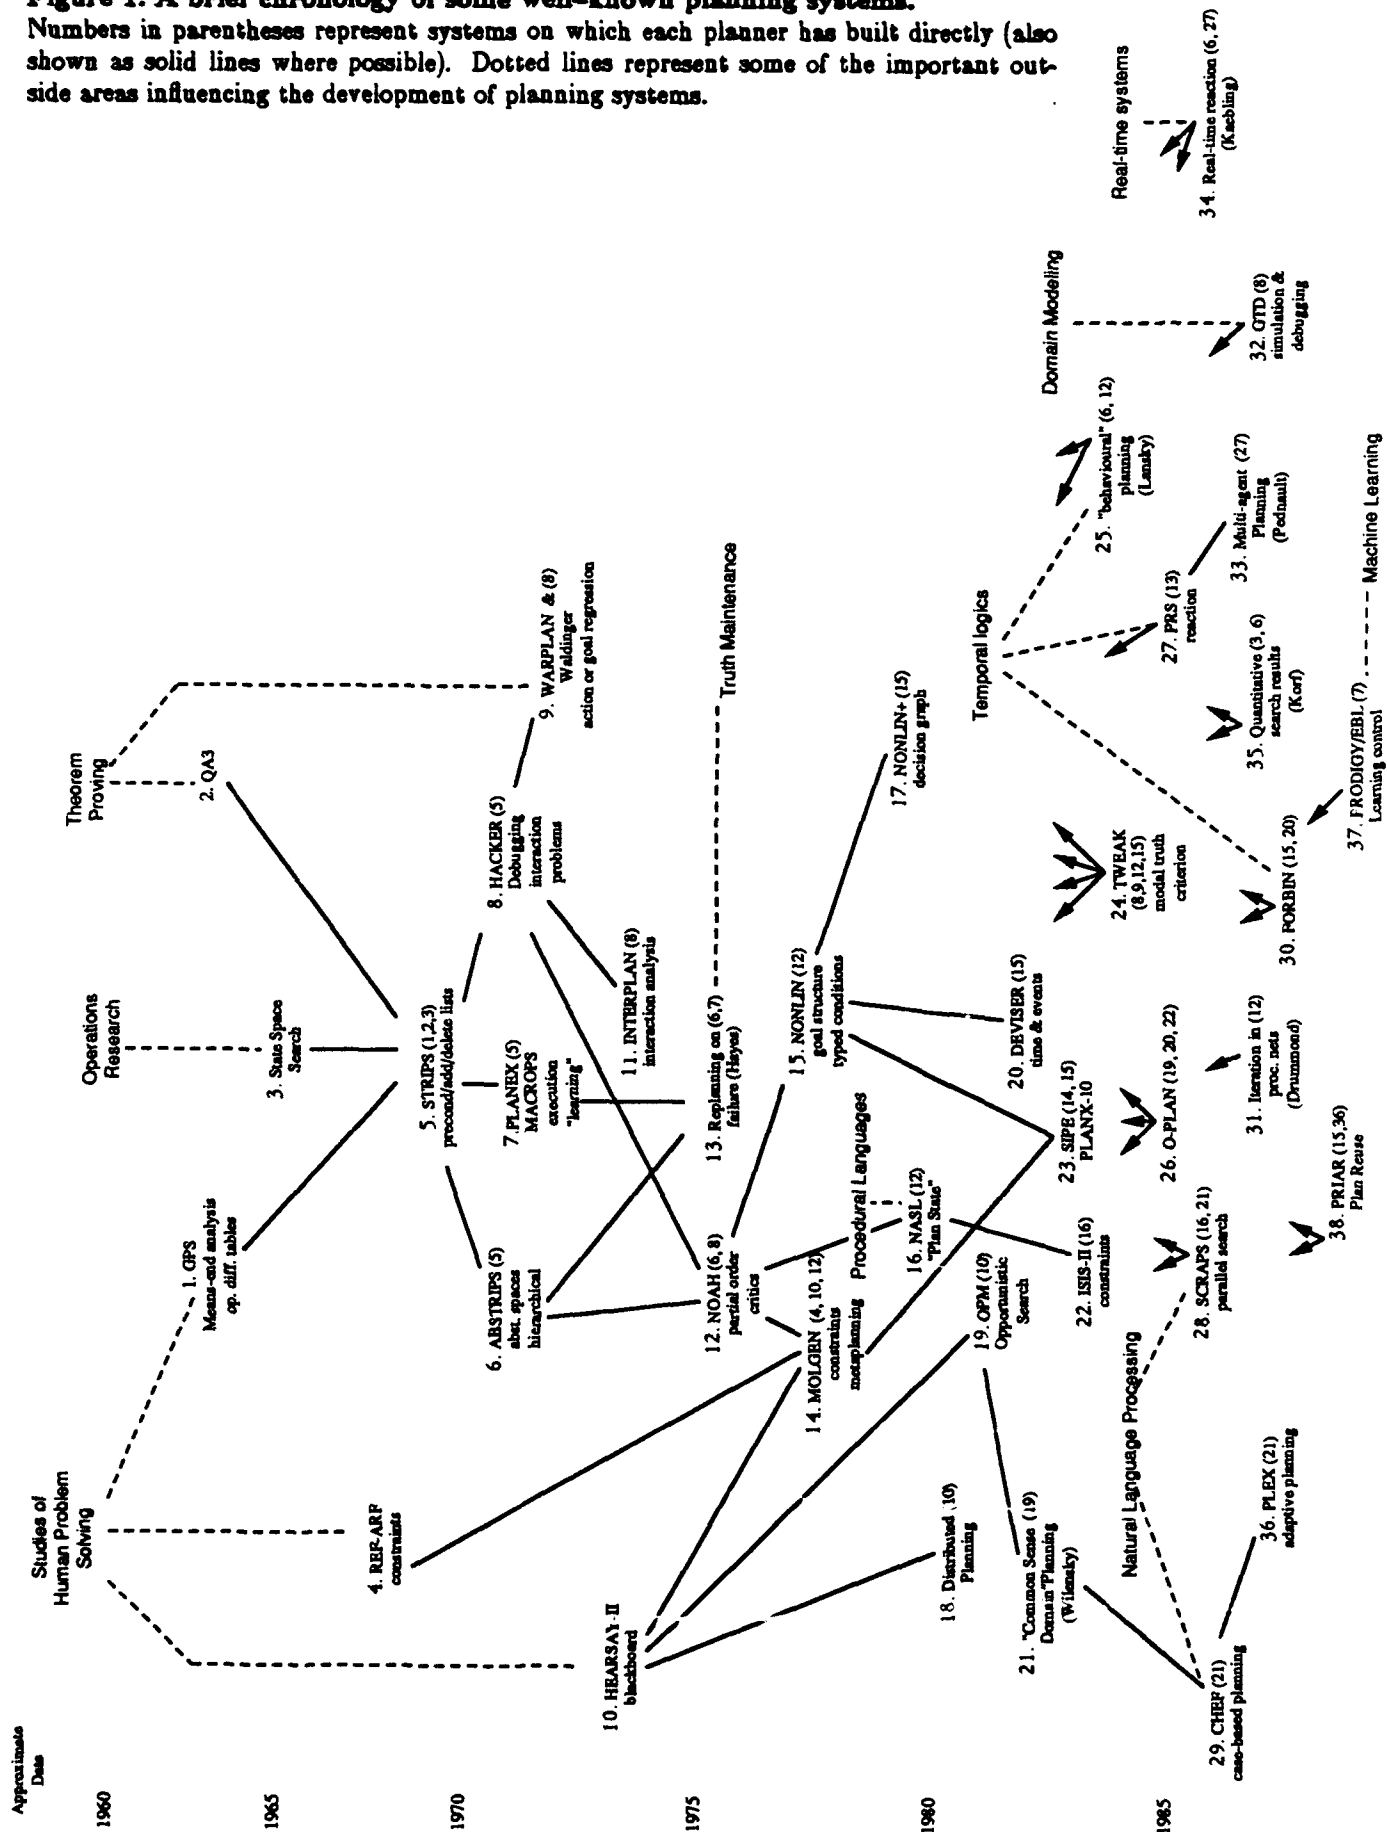 Figure 1: A brief chronology of some well-known planning systems.
Numbers in parentheses represent systems on which each planner has built directly (also
shown as solid lines where possible). Dotted lines represent some of the important out-
side areas influencing the development of planning systems.
Approximate
Date
1960
1965
1970
1975
1980
1985
Studies of
Human Problem
Solving
Operations
Research
Theorem
Proving
1. GPS
Means-end analysis
op. diff. tables
2. QA3
3. State Space
Search
4. REF-ARF
constraints
5. STRIPS (1,2,3)
precond/add/delete lists
6. ABSTRIPS (5)
abst. spaces
hierarchical
7.PLANEX (5)
MACROPS
execution
"learning"
8. HACKER (5)
Debugging
interaction
problems
9. WARPLAN & (8)
Waldinger
action or goal regression
10. HEARSAY-II
blackboard
11. INTERPLAN (8)
interaction analysis
12. NOAH (6, 8)
partial order
critics
13. Replanning on (6,7)
failure (Hayes)
Truth Maintenance
14. MOLGEN (4, 10, 12)
constraints
metaplanning
15. NONLIN (12)
goal structure
typed conditions
Procedural Languages
16. NASL (12)
"Plan State"
17. NONLIN+ (15)
decision graph
18. Distributed (10)
Planning
19. OPM (10)
Opportunistic
Search
20. DEVISER (15)
time & events
21. "Common Sense (19)
Domain"Planning
(Wilensky)
22. ISIS-II (16)
constraints
23. SIPE (14, 15)
PLANX-10
24. TWEAK
(8,9,12,15)
modal truth
criterion
Temporal logics
25. "behavioural" (6, 12)
planning
(Lansky)
Domain Modeling
Real-time systems
Natural Language Processing
26. O-PLAN (19, 20, 22)
27. PRS (13)
reaction
28. SCRAPS (16, 21)
parallel search
29. CHEF (21)
case-based planning
30. FORBIN (15, 20)
31. Iteration in (12)
proc. nets
(Drummond)
32. GTD (8)
simulation &
debugging
33. Multi-agent (27)
Planning
(Pednault)
34. Real-time reaction (6, 27)
(Kaebling)
35. Quantitative (3, 6)
search results
(Korf)
36. PLEX (21)
adaptive planning
37. PRODIGY/EBL (7)
Learning control
Machine Learning
38. PRIAR (15,36)
Plan Reuse